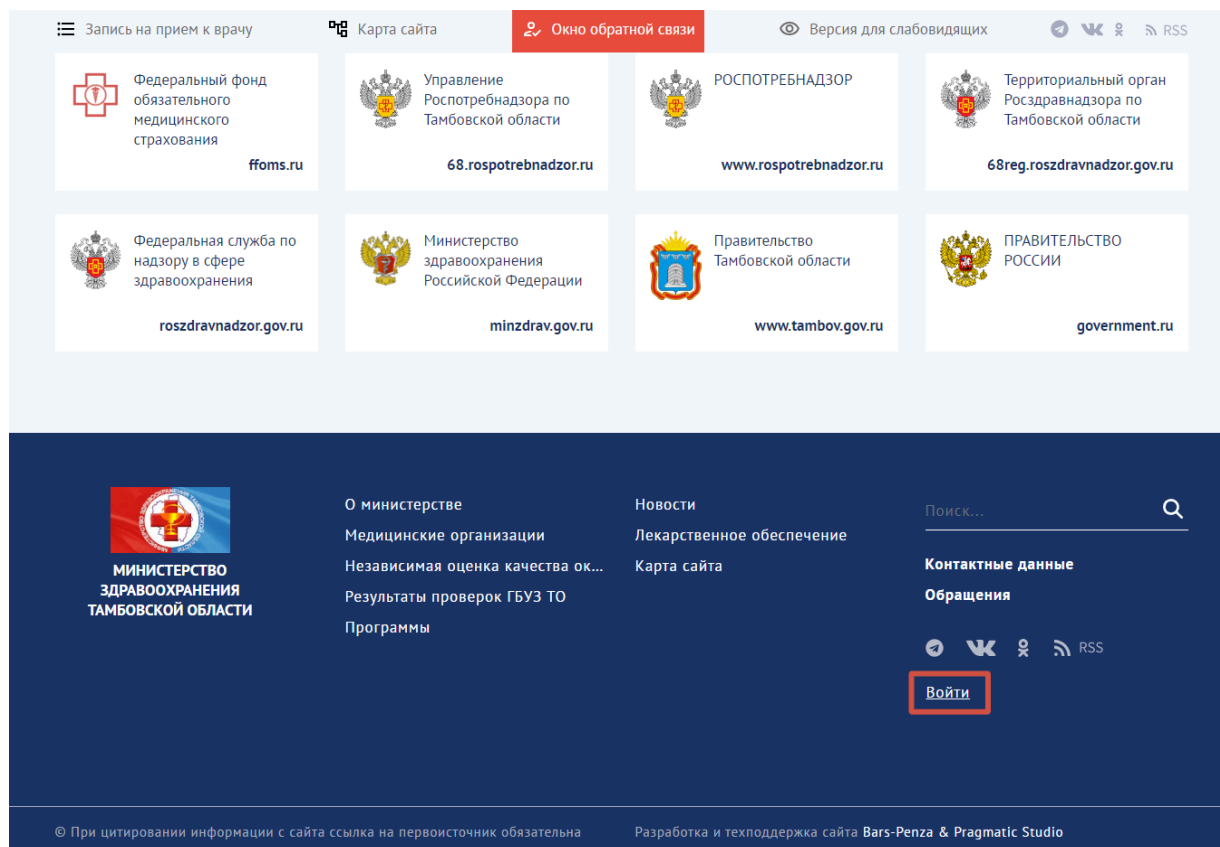 Запись на прием к врачу
Карта сайта
Окно обратной связи
Версия для слабовидящих
RSS
Федеральный фонд
обязательного
медицинского
страхования
ffoms.ru
Управление
Роспотребнадзора по
Тамбовской области
68.rospotrebnadzor.ru
РОСПОТРЕБНАДЗОР
www.rospotrebnadzor.ru
Территориальный орган
Росздравнадзора по
Тамбовской области
68reg.roszdravnadzor.gov.ru
Федеральная служба по
надзору в сфере
здравоохранения
roszdravnadzor.gov.ru
Министерство
здравоохранения
Российской Федерации
minzdrav.gov.ru
Правительство
Тамбовской области
www.tambov.gov.ru
ПРАВИТЕЛЬСТВО
РОССИИ
government.ru
МИНИСТЕРСТВО
ЗДРАВООХРАНЕНИЯ
ТАМБОВСКОЙ ОБЛАСТИ
О министерстве
Медицинские организации
Независимая оценка качества ок...
Результаты проверок ГБУЗ ТО
Программы
Новости
Лекарственное обеспечение
Карта сайта
Поиск...
Контактные данные
Обращения
RSS
Войти
© При цитировании информации с сайта ссылка на первоисточник обязательна
Разработка и техподдержка сайта Bars-Penza & Pragmatic Studio